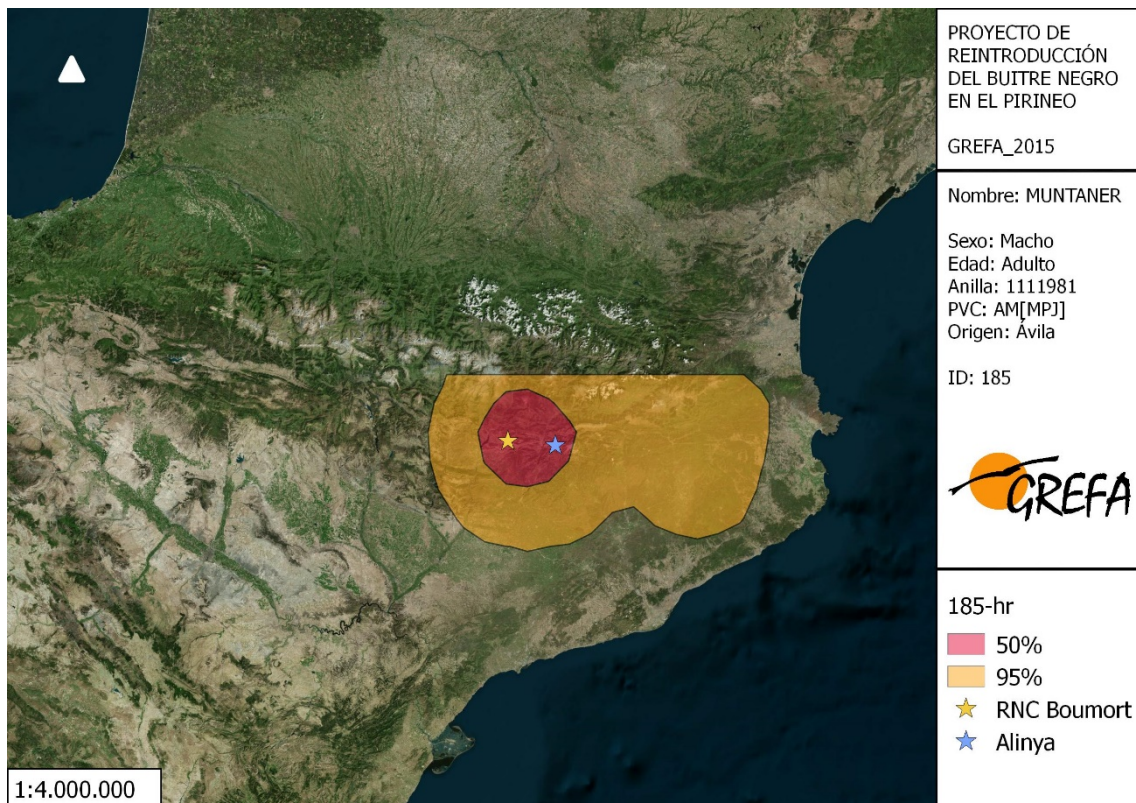 PROYECTO DE
REINTRODUCCIÓN
DEL BUITRE NEGRO
EN EL PIRINEO
GREFA_2015
Nombre: MUNTANER
Sexo: Macho
Edad: Adulto
Anilla: 1111981
PVC: AM[MPJ]
Origen: Ávila
ID: 185
GREFA
185-hr
50%
95%
RNC Boumort
Alinya
1:4.000.000